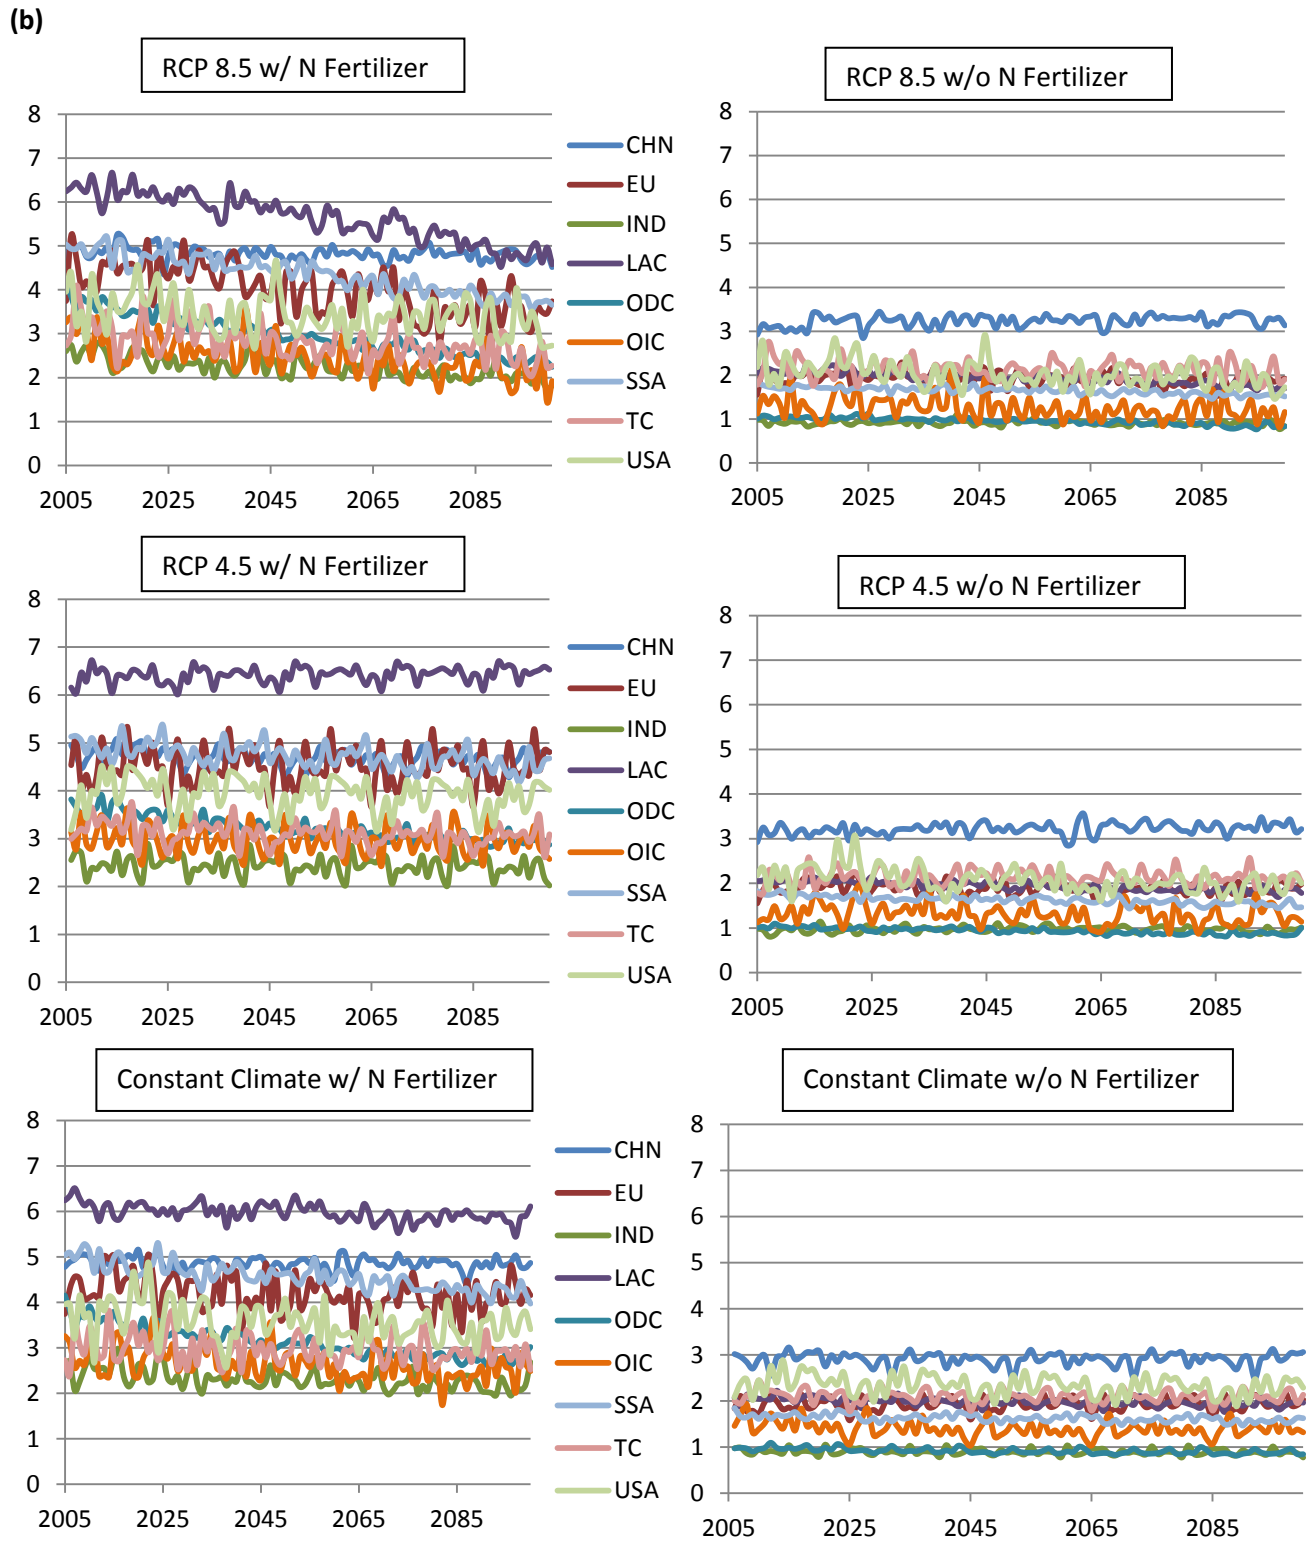 (b)
RCP 8.5 w/ N Fertilizer
8
7
6
5
4
3
2
1
0
2005 2025 2045 2065 2085
CHN
EU
IND
LAC
ODC
OIC
SSA
TC
USA
RCP 8.5 w/o N Fertilizer
8
7
6
5
4
3
2
1
0
2005 2025 2045 2065 2085
RCP 4.5 w/ N Fertilizer
8
7
6
5
4
3
2
1
0
2005 2025 2045 2065 2085
CHN
EU
IND
LAC
ODC
OIC
SSA
TC
USA
RCP 4.5 w/o N Fertilizer
8
7
6
5
4
3
2
1
0
2005 2025 2045 2065 2085
Constant Climate w/ N Fertilizer
8
7
6
5
4
3
2
1
0
2005 2025 2045 2065 2085
CHN
EU
IND
LAC
ODC
OIC
SSA
TC
USA
Constant Climate w/o N Fertilizer
8
7
6
5
4
3
2
1
0
2005 2025 2045 2065 2085